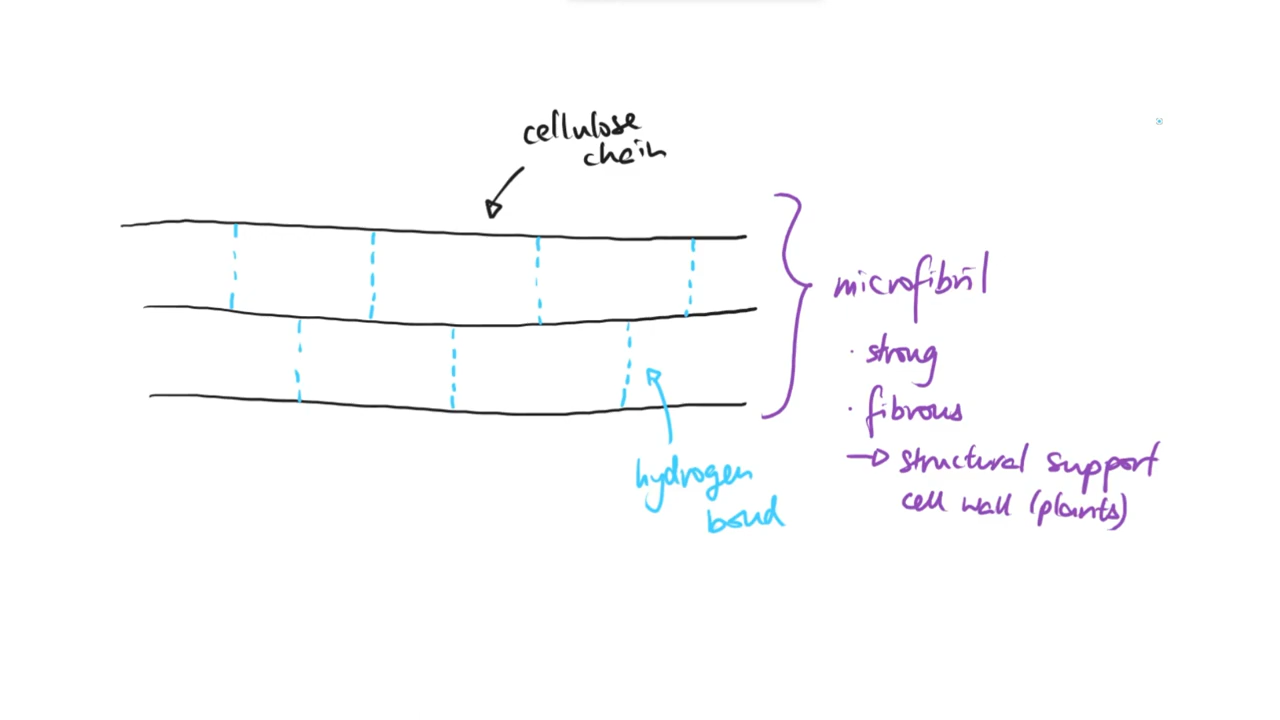 cellulose
chain
microfibril
· strong
· fibrous
→ structural support
cell wall (plants)
hydrogen
bond